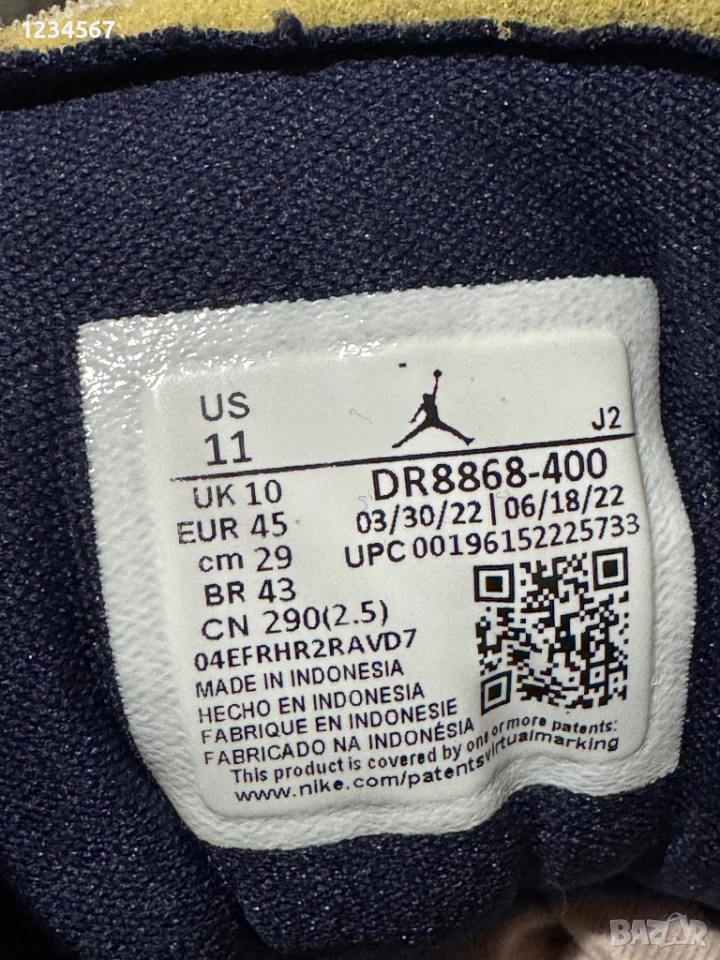 1234567
US
11
J2
UK 10
EUR 45
cm 29
BR 43
CN 290(2.5)
DR8868-400
03/30/22 | 06/18/22
UPC 00196152225733
04EFRHR2RAVD7
MADE IN INDONESIA
HECHO EN INDONESIA
FABRIQUE EN INDONESIE
FABRICADO NA INDONÉSIA
This product is covered by one or more patents:
www.nike.com/patentsvirtualmarking
BAZAR